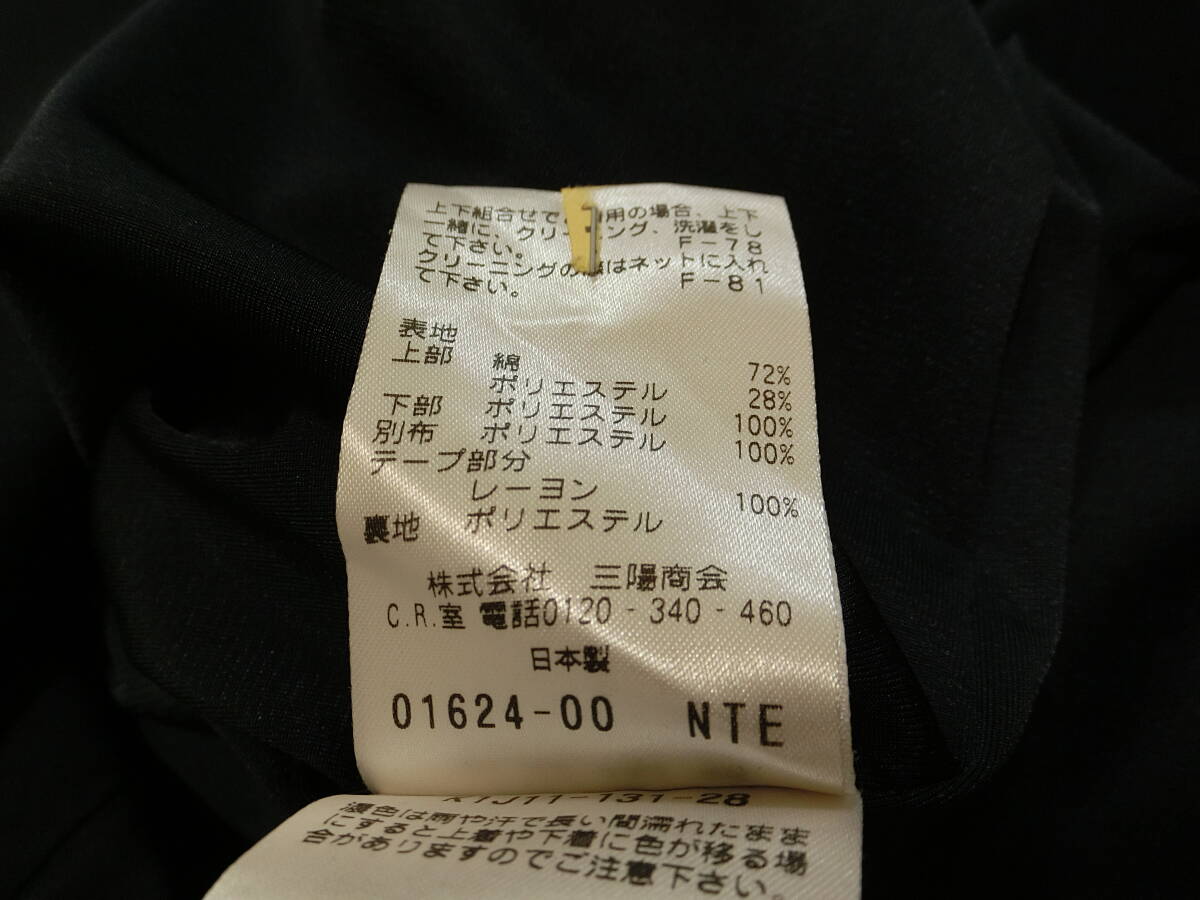 上下組合せでご着用の場合、上下
一緒に、クリーニング、洗濯をし
て下さい。 F-78
クリーニングの際はネットに入れ
て下さい。 F-81
表地
上部 綿 72%
ポリエステル 28%
下部 ポリエステル 100%
別布 ポリエステル 100%
テープ部分
レーヨン 100%
裏地 ポリエステル
株式会社 三陽商会
C.R.室 電話0120-340-460
日本製
01624-00 NTE
K1J11-131-28
濃色は雨や汗で長い間濡れたまま
にすると上着や下着に色が移る場
合がありますのでご注意下さい。